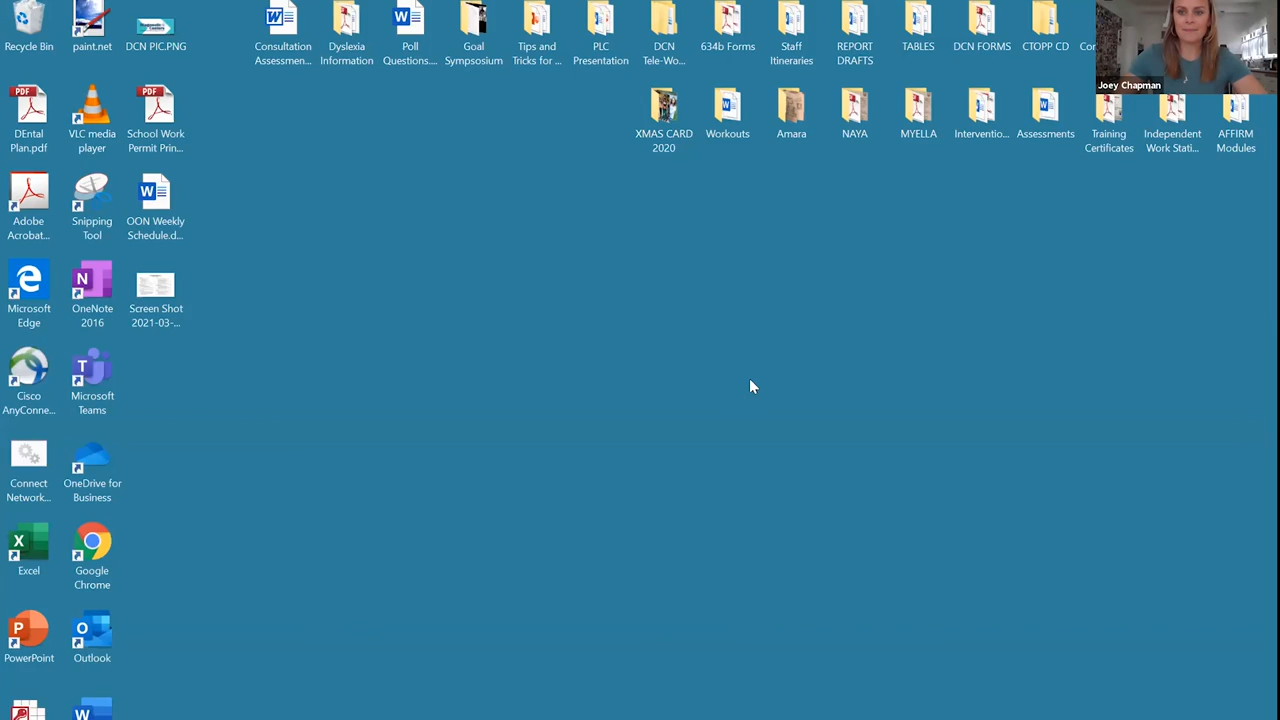 Recycle Bin
paint.net
DCN PIC.PNG
Consultation
Assessmen...
Dyslexia
Information
Poll
Questions....
Goal
Sympsosium
Tips and
Tricks for ...
PLC
Presentation
DCN
Tele-Wo...
634b Forms
Staff
Itineraries
REPORT
DRAFTS
TABLES
DCN FORMS
CTOPP CD
Joey Chapman
DEntal
Plan.pdf
VLC media
player
School Work
Permit Prin...
XMAS CARD
2020
Workouts
Amara
NAYA
MYELLA
Interventio...
Assessments
Training
Certificates
Independent
Work Stati...
AFFIRM
Modules
Adobe
Acrobat...
Snipping
Tool
OON Weekly
Schedule.d...
Microsoft
Edge
OneNote
2016
Screen Shot
2021-03-...
Cisco
AnyConne...
Microsoft
Teams
Connect
Network...
OneDrive for
Business
Excel
Google
Chrome
PowerPoint
Outlook